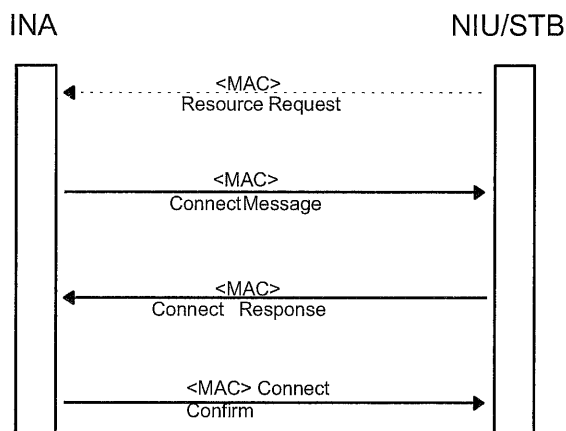 INA NIU/STB
<MAC>
Resource Request
<MAC>
ConnectMessage
<MAC>
Connect Response
<MAC> Connect
Confirm